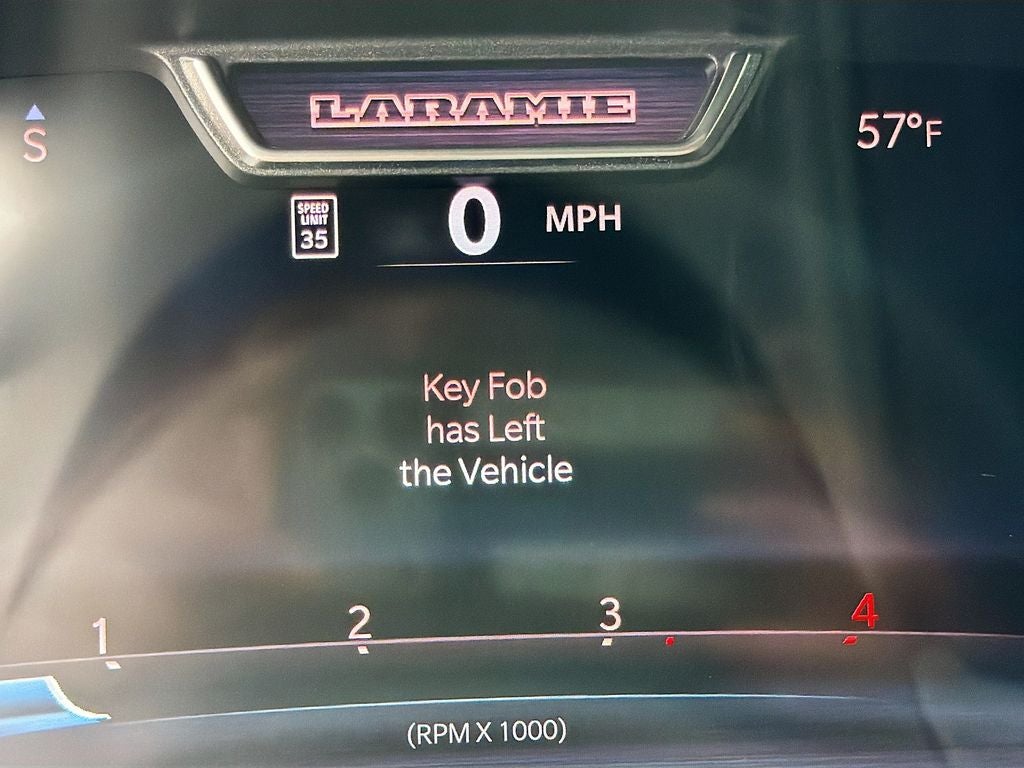 LARAMIE
S
57°F
SPEED
LIMIT
35
0 MPH
Key Fob
has Left
the Vehicle
1 2 3 4
(RPM X 1000)